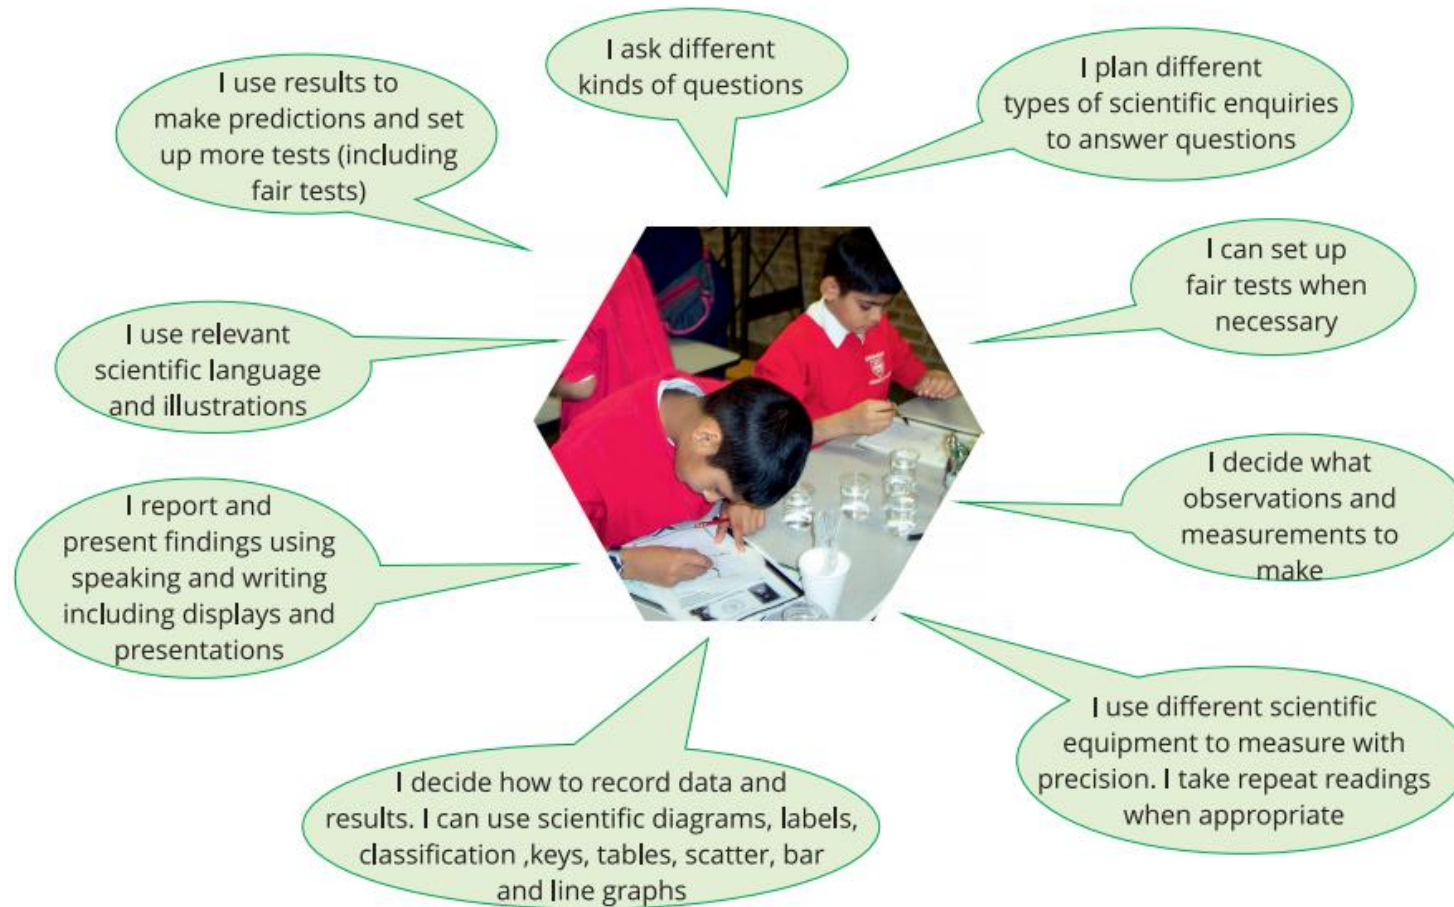 I ask different
kinds of questions
I plan different
types of scientific enquiries
to answer questions
I can set up
fair tests when
necessary
I decide what
observations and
measurements to
make
I use different scientific
equipment to measure with
precision. I take repeat readings
when appropriate
I decide how to record data and
results. I can use scientific diagrams, labels,
classification ,keys, tables, scatter, bar
and line graphs
I report and
present findings using
speaking and writing
including displays and
presentations
I use relevant
scientific language
and illustrations
I use results to
make predictions and set
up more tests (including
fair tests)